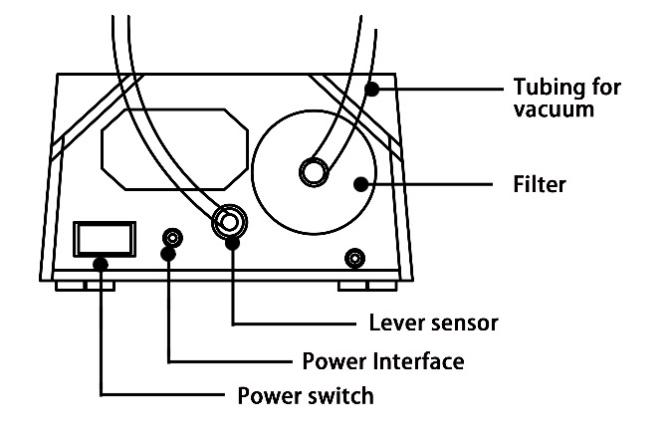 Tubing for
vacuum
Filter
Lever sensor
Power Interface
Power switch